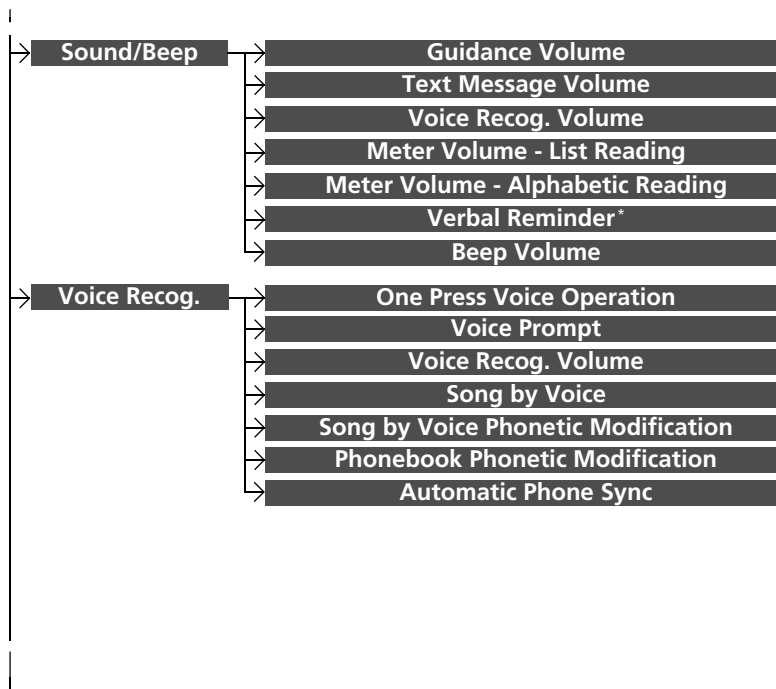 Sound/Beep
Guidance Volume
Text Message Volume
Voice Recog. Volume
Meter Volume - List Reading
Meter Volume - Alphabetic Reading
Verbal Reminder*
Beep Volume
Voice Recog.
One Press Voice Operation
Voice Prompt
Voice Recog. Volume
Song by Voice
Song by Voice Phonetic Modification
Phonebook Phonetic Modification
Automatic Phone Sync